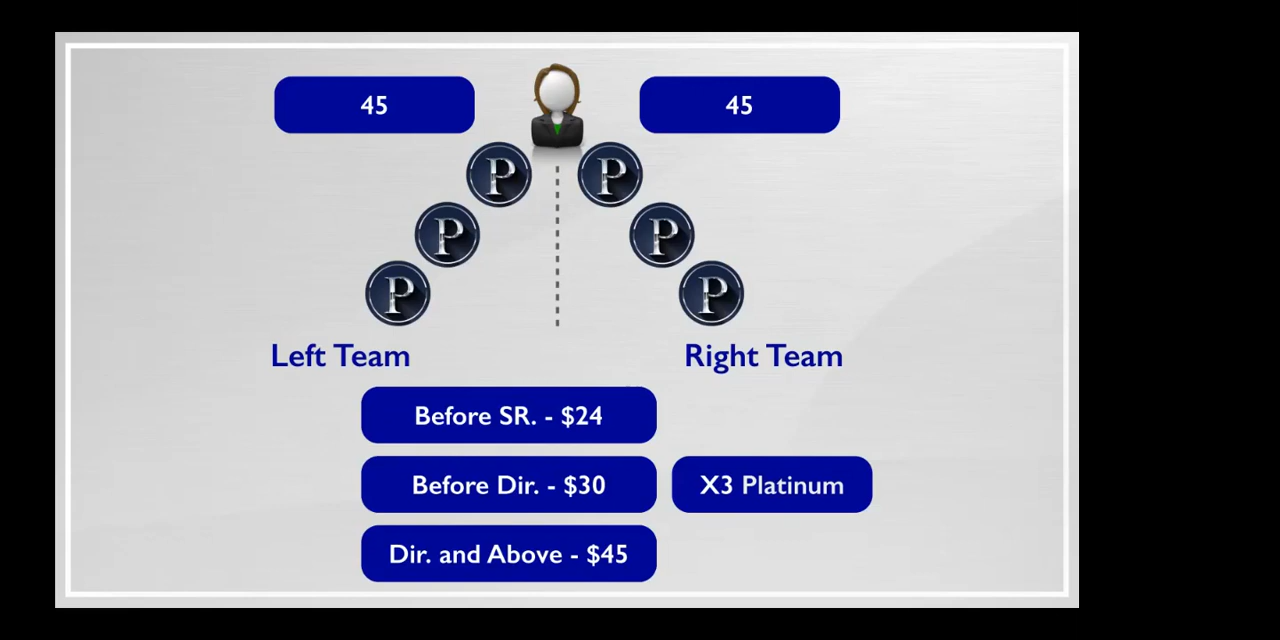 45
45
P
P
P
P
P
P
Left Team
Right Team
Before SR. - $24
Before Dir. - $30
X3 Platinum
Dir. and Above - $45